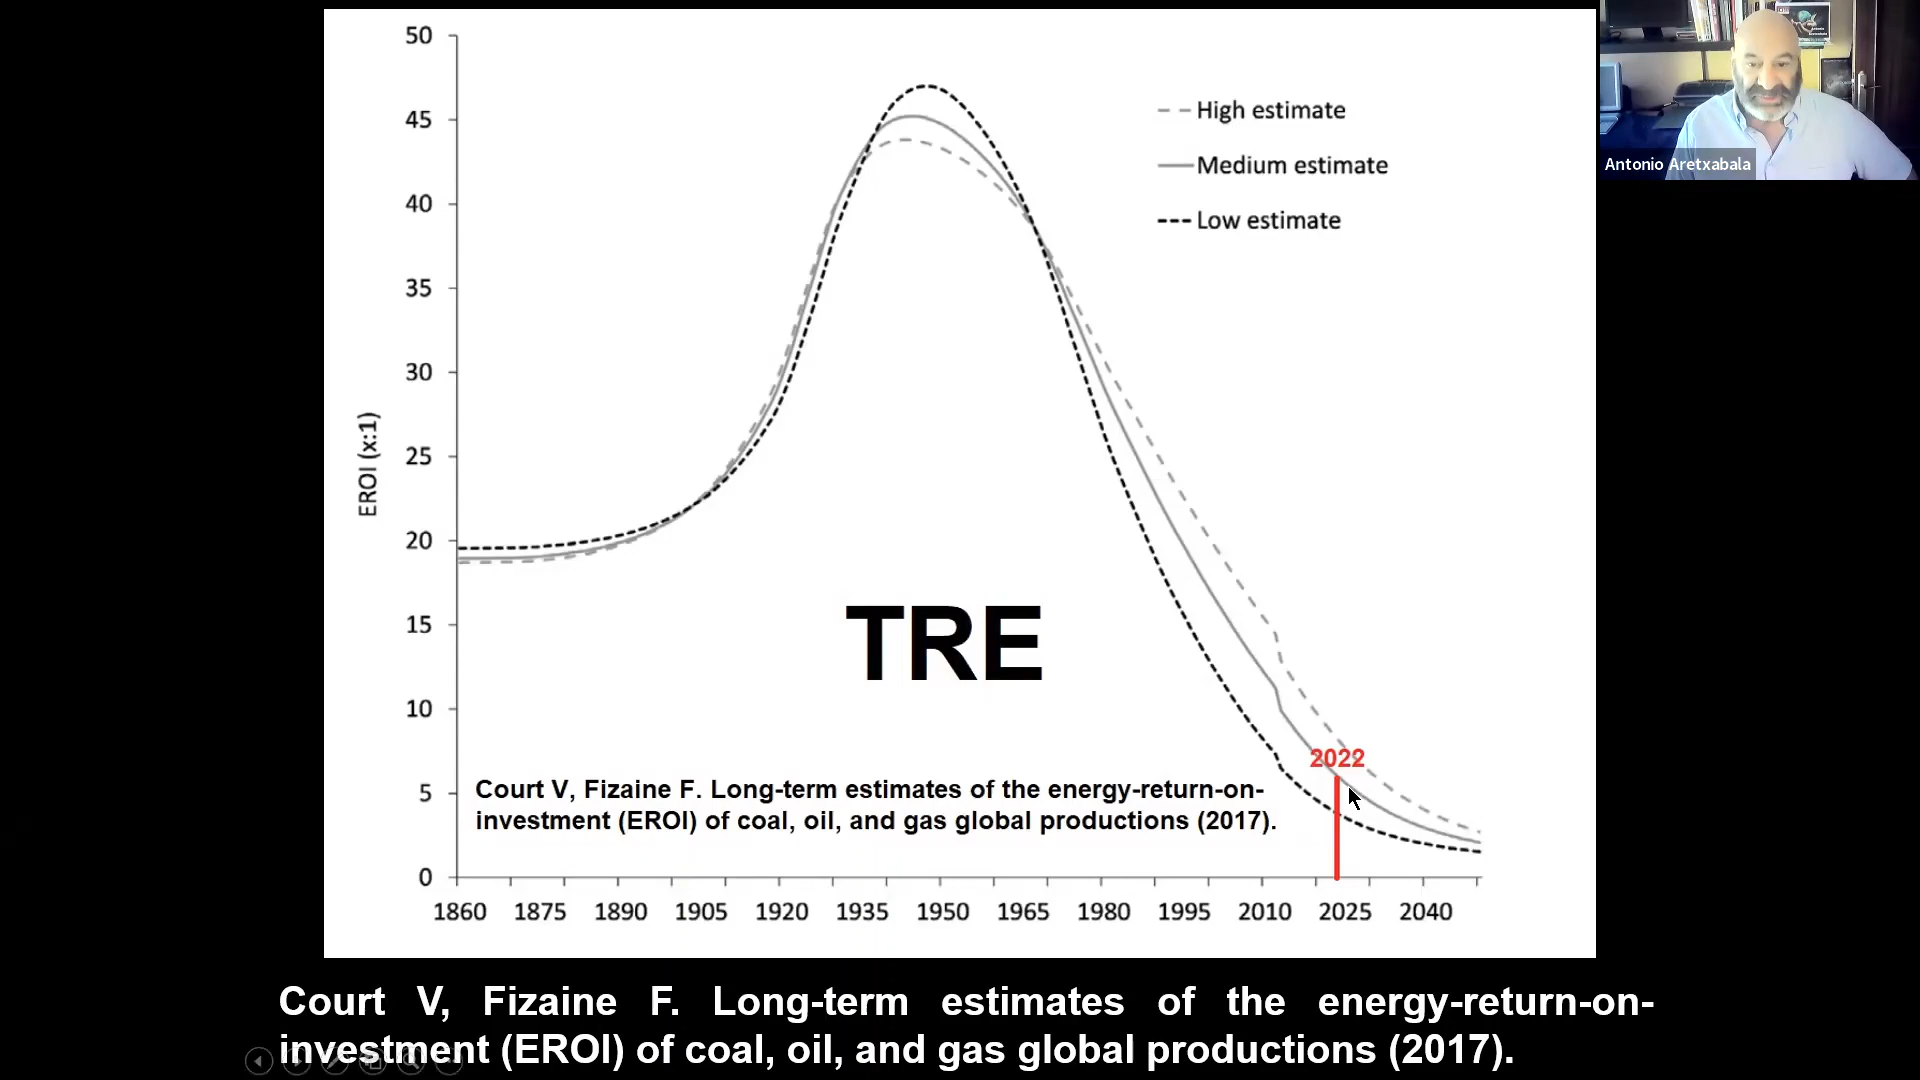 50
45
40
35
30
25
20
15
10
5
0
EROI (x:1)
High estimate
Medium estimate
Low estimate
TRE
2022
Court V, Fizaine F. Long-term estimates of the energy-return-on-
investment (EROI) of coal, oil, and gas global productions (2017).
1860 1875 1890 1905 1920 1935 1950 1965 1980 1995 2010 2025 2040
Antonio Aretxabala
Court V, Fizaine F. Long-term estimates of the energy-return-on-
investment (EROI) of coal, oil, and gas global productions (2017).